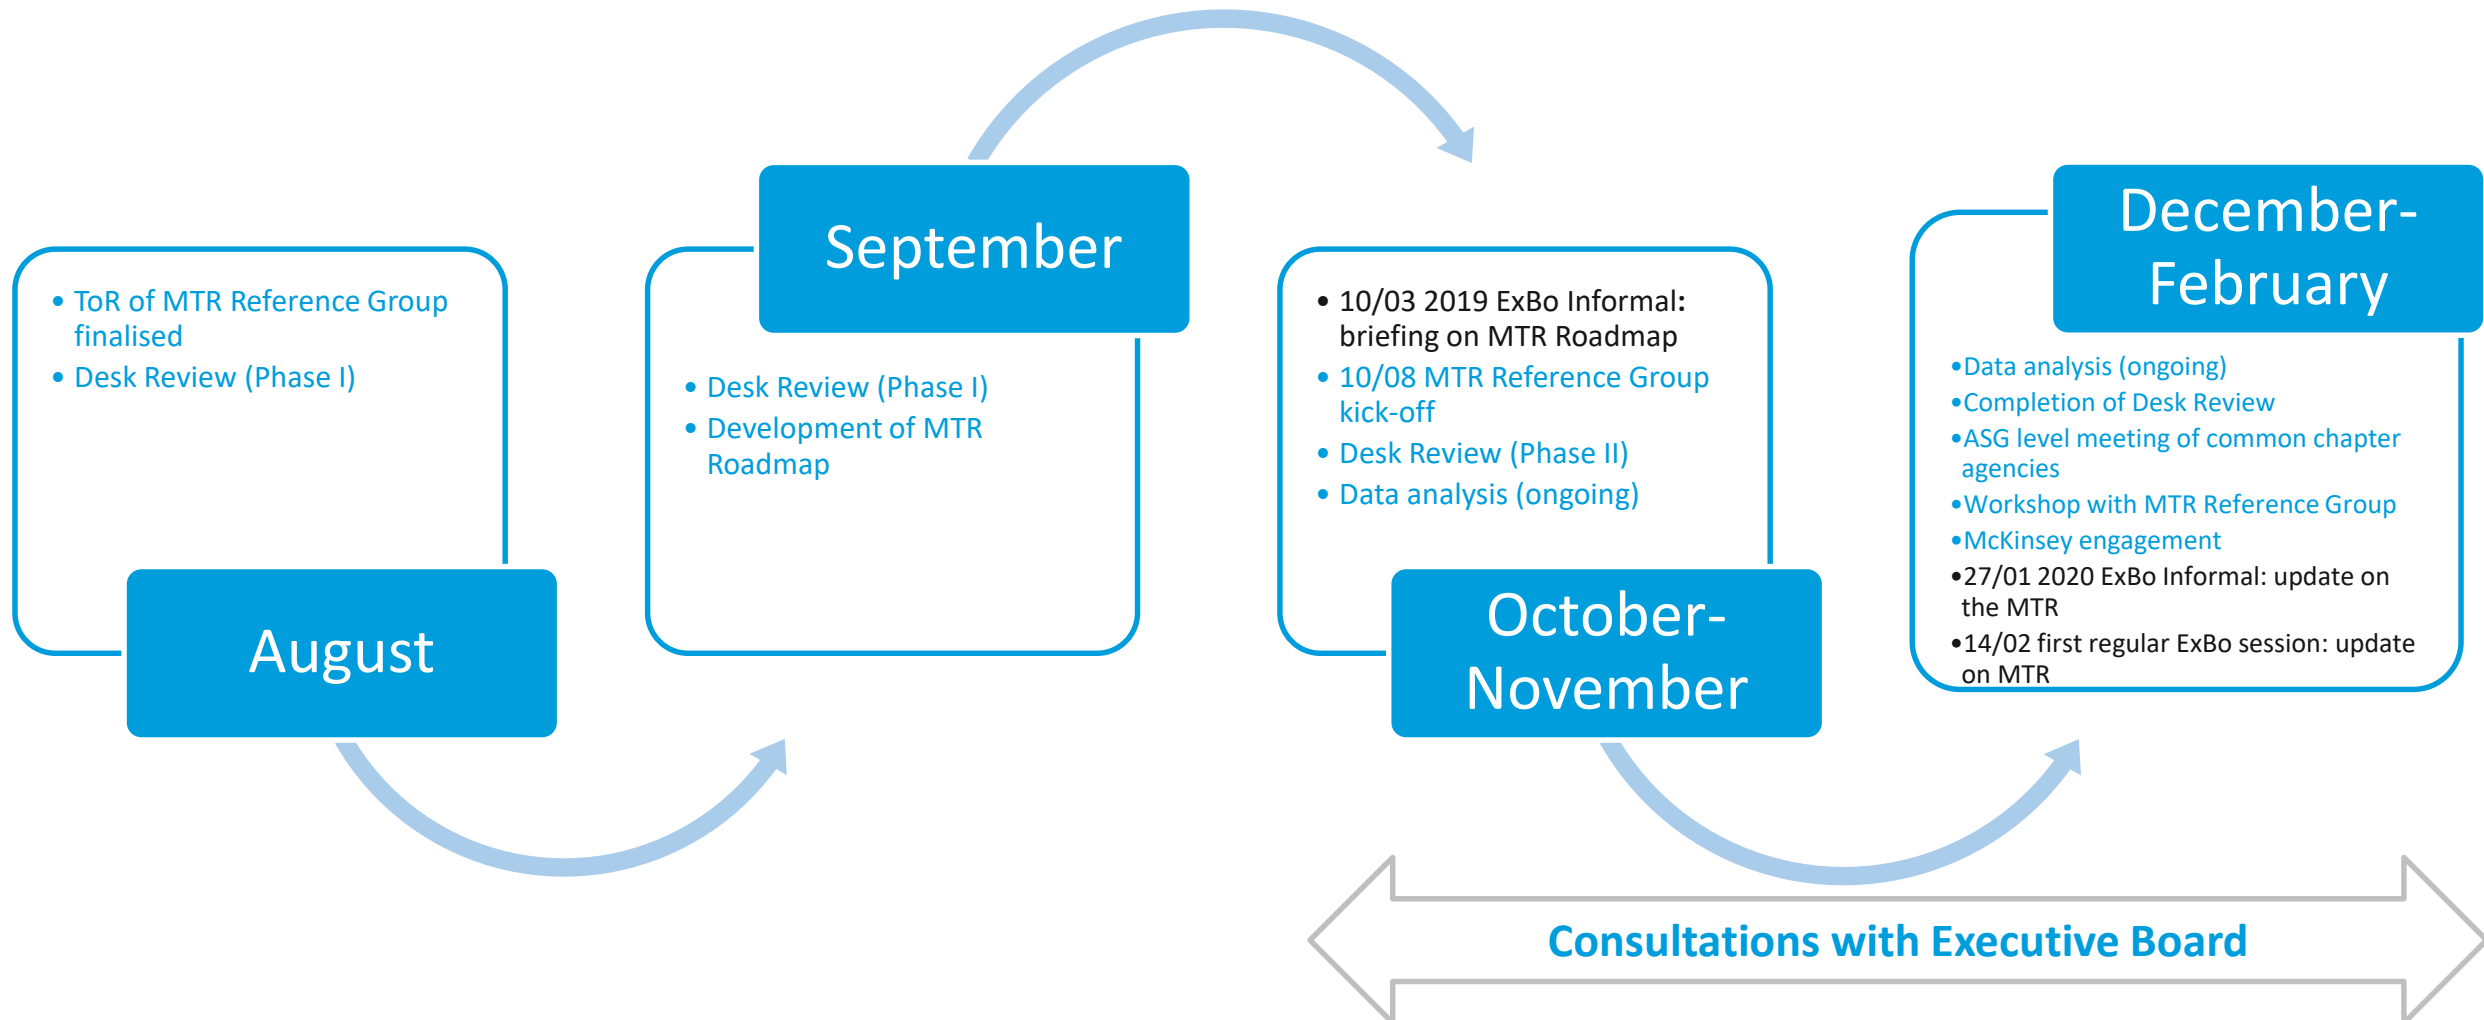 • ToR of MTR Reference Group
finalised
• Desk Review (Phase I)
August
September
• Desk Review (Phase I)
• Development of MTR
Roadmap
• 10/03 2019 ExBo Informal:
briefing on MTR Roadmap
• 10/08 MTR Reference Group
kick-off
• Desk Review (Phase II)
• Data analysis (ongoing)
October-
November
December-
February
•Data analysis (ongoing)
•Completion of Desk Review
•ASG level meeting of common chapter
agencies
•Workshop with MTR Reference Group
•McKinsey engagement
•27/01 2020 ExBo Informal: update on
the MTR
•14/02 first regular ExBo session: update
on MTR
Consultations with Executive Board